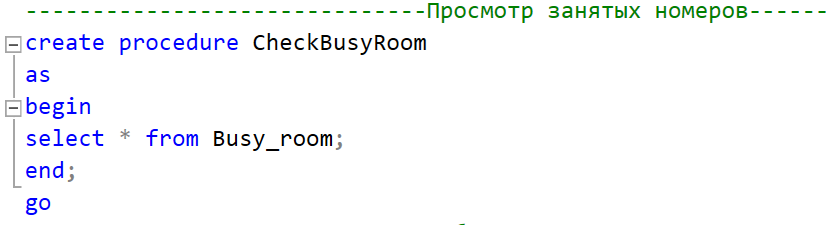 ------------------------------Просмотр занятых номеров------
create procedure CheckBusyRoom
as
begin
select * from Busy_room;
end;
go